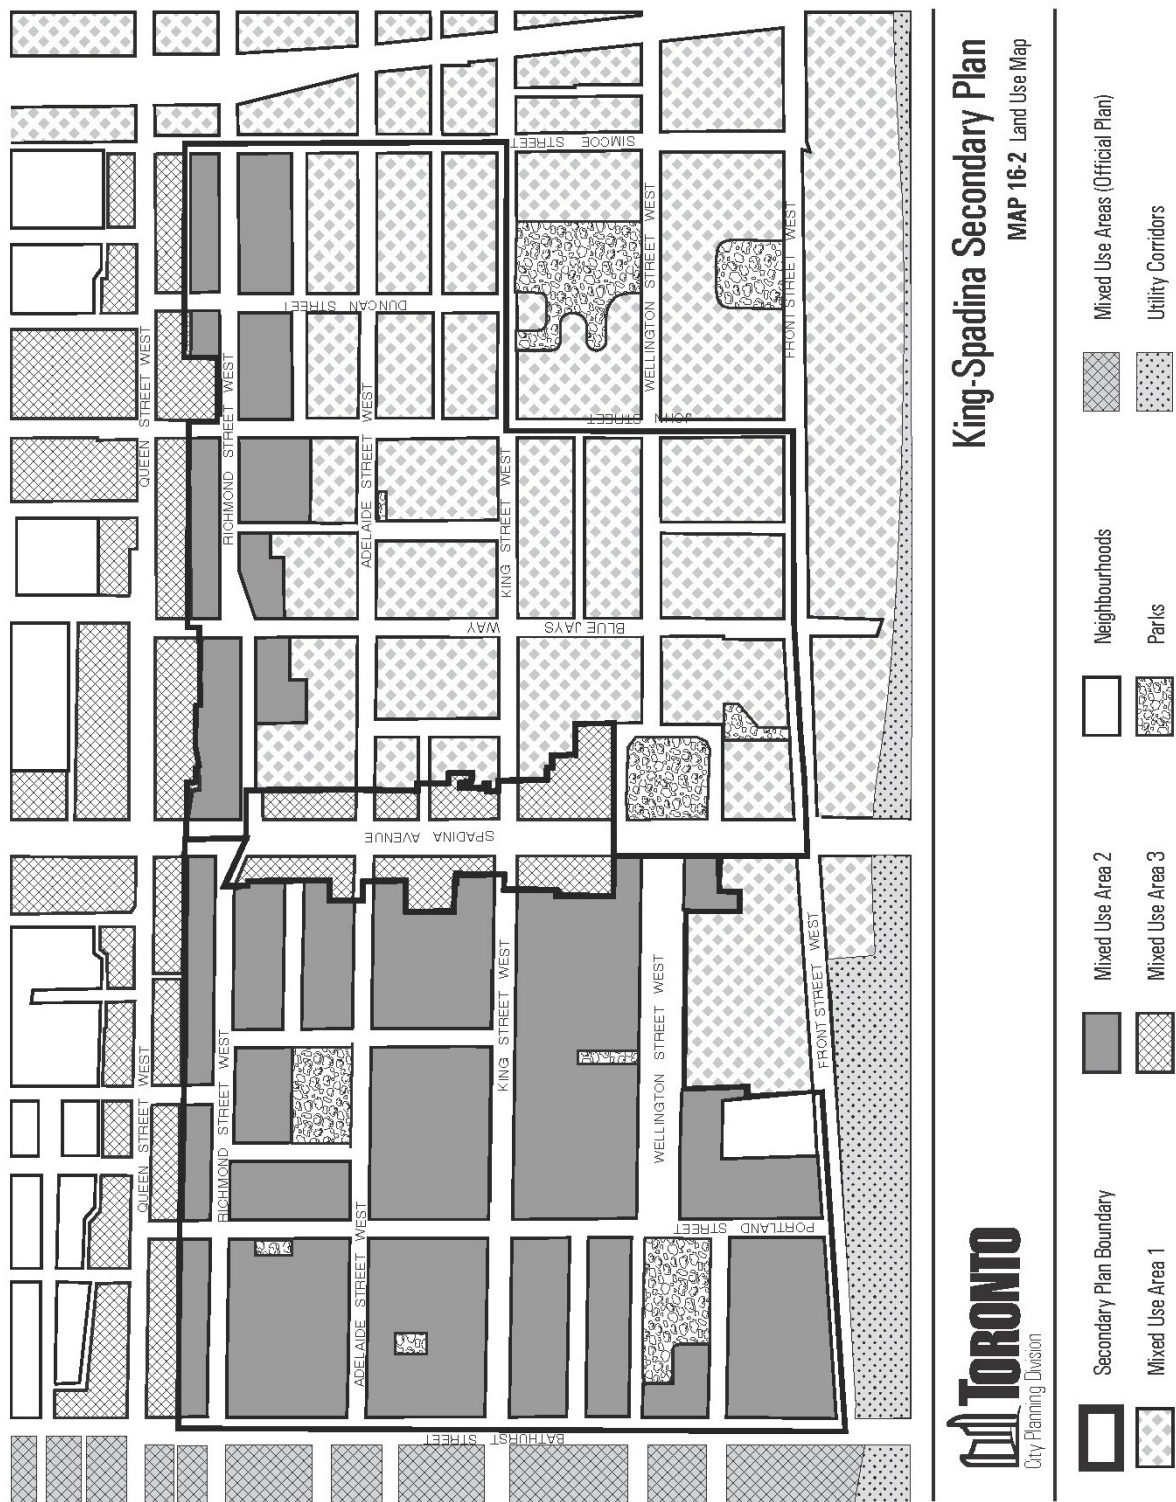 QUEEN STREET WEST
QUEEN STREET WEST
RICHMOND STREET WEST
RICHMOND STREET WEST
ADELAIDE STREET WEST
ADELAIDE STREET WEST
KING STREET WEST
KING STREET WEST
WELLINGTON STREET WEST
WELLINGTON STREET WEST
FRONT STREET WEST
FRONT STREET WEST
BATHURST STREET
PORTLAND STREET
SPADINA AVENUE
BLUE JAYS WAY
JOHN STREET
DUNCAN STREET
SIMCOE STREET
TORONTO
City Planning Division
King-Spadina Secondary Plan
MAP 16-2 Land Use Map
Secondary Plan Boundary
Mixed Use Area 1
Mixed Use Area 2
Mixed Use Area 3
Neighbourhoods
Parks
Mixed Use Areas (Official Plan)
Utility Corridors